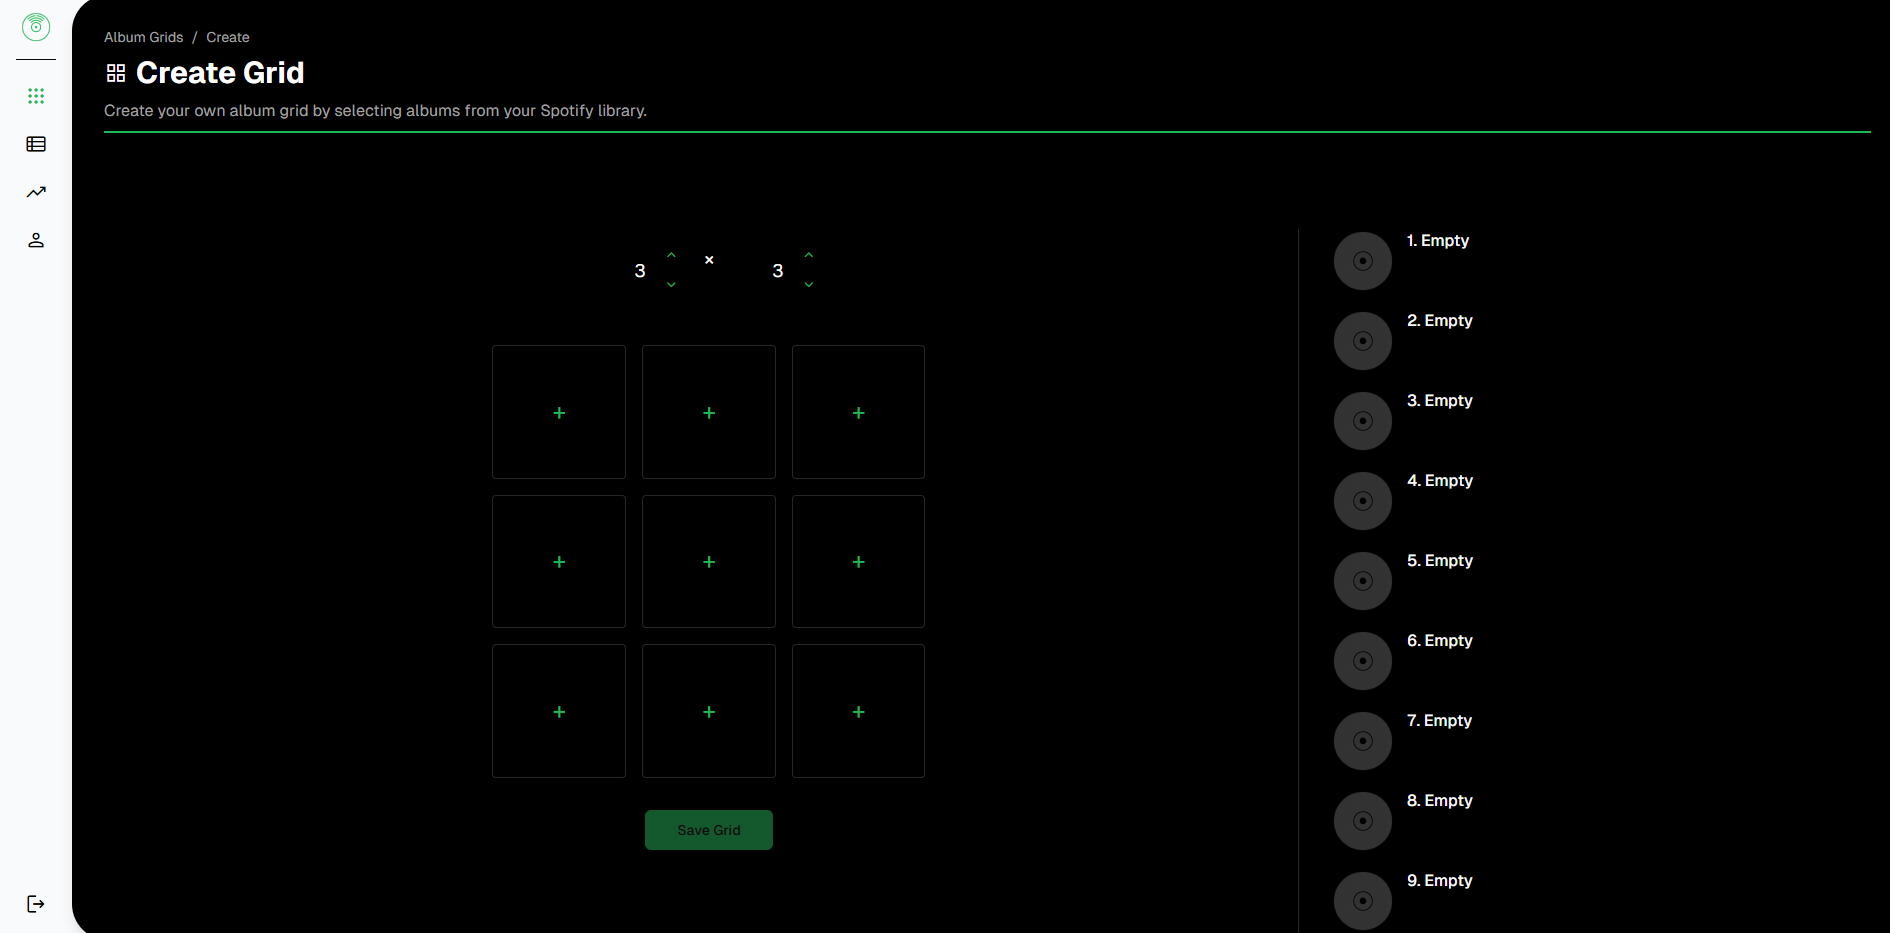 Album Grids / Create
Create Grid
Create your own album grid by selecting albums from your Spotify library.
3 × 3
+ + +
+ + +
+ + +
Save Grid
1. Empty
2. Empty
3. Empty
4. Empty
5. Empty
6. Empty
7. Empty
8. Empty
9. Empty